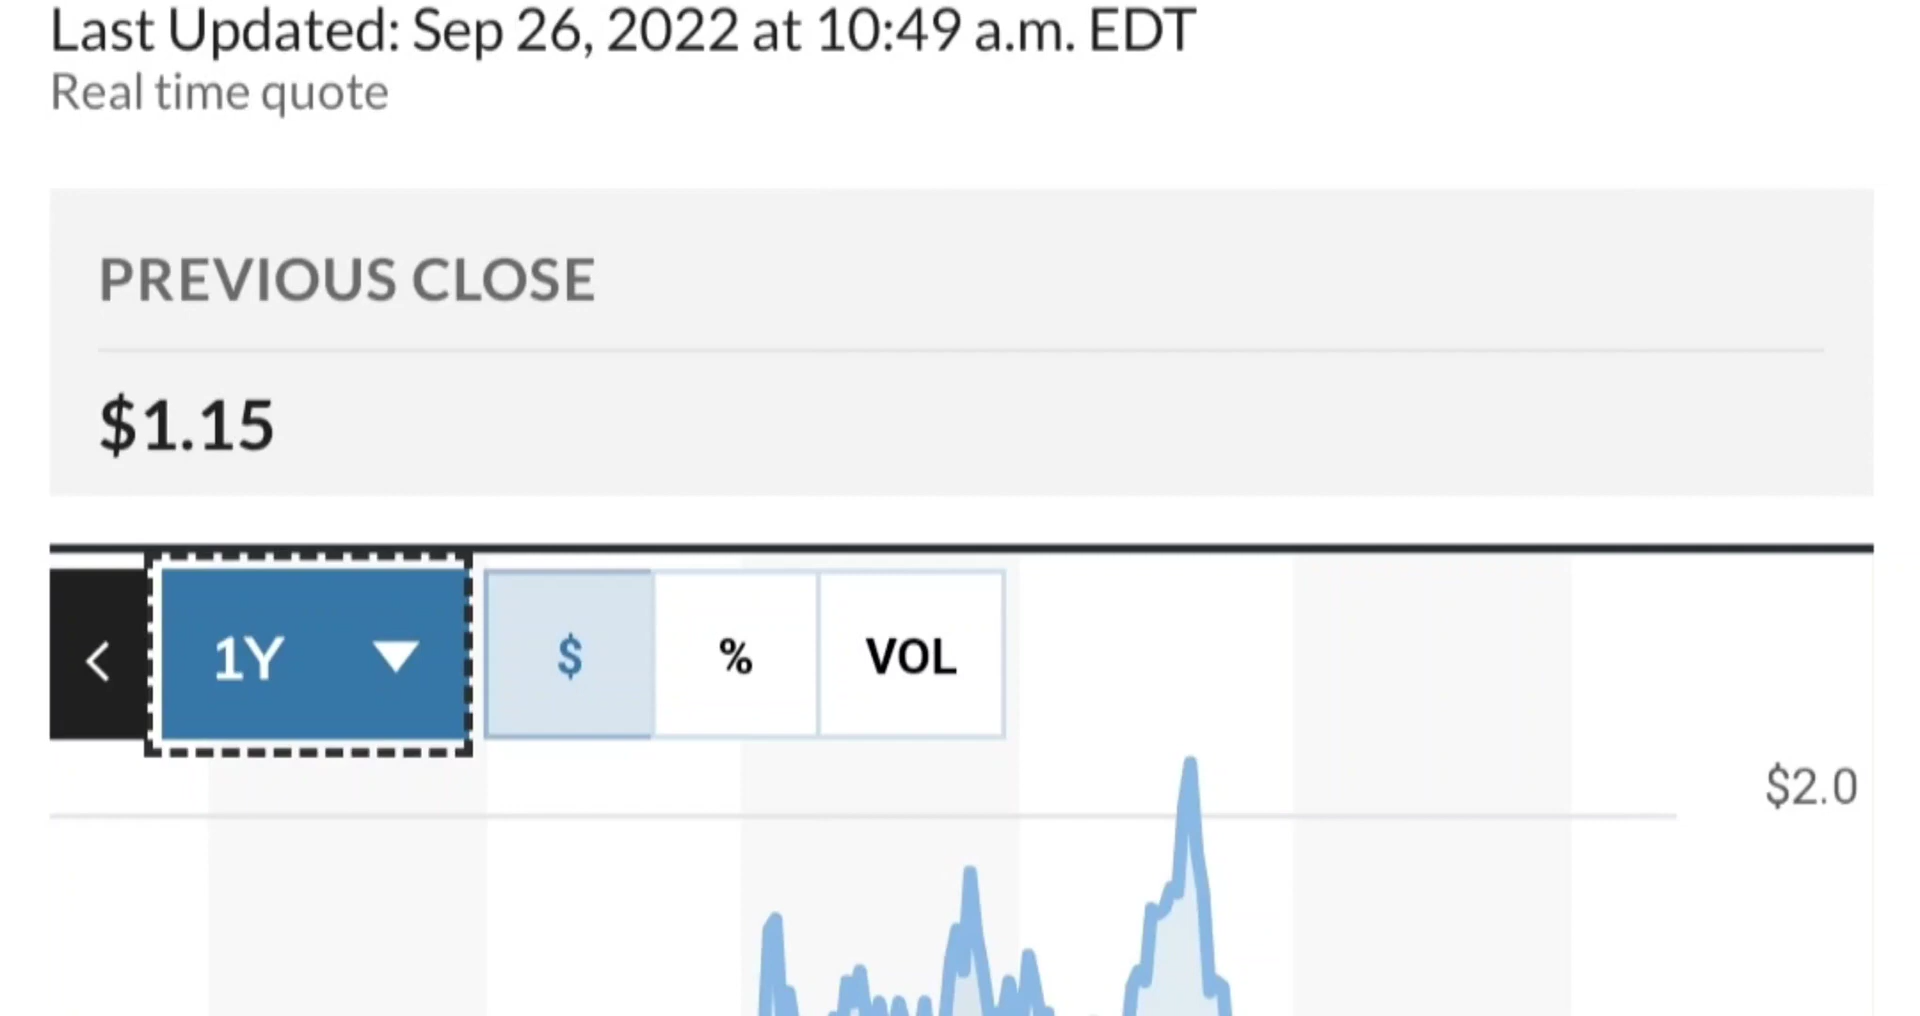 Last Updated: Sep 26, 2022 at 10:49 a.m. EDT
Real time quote
PREVIOUS CLOSE
$1.15
1Y $ % VOL
$2.0